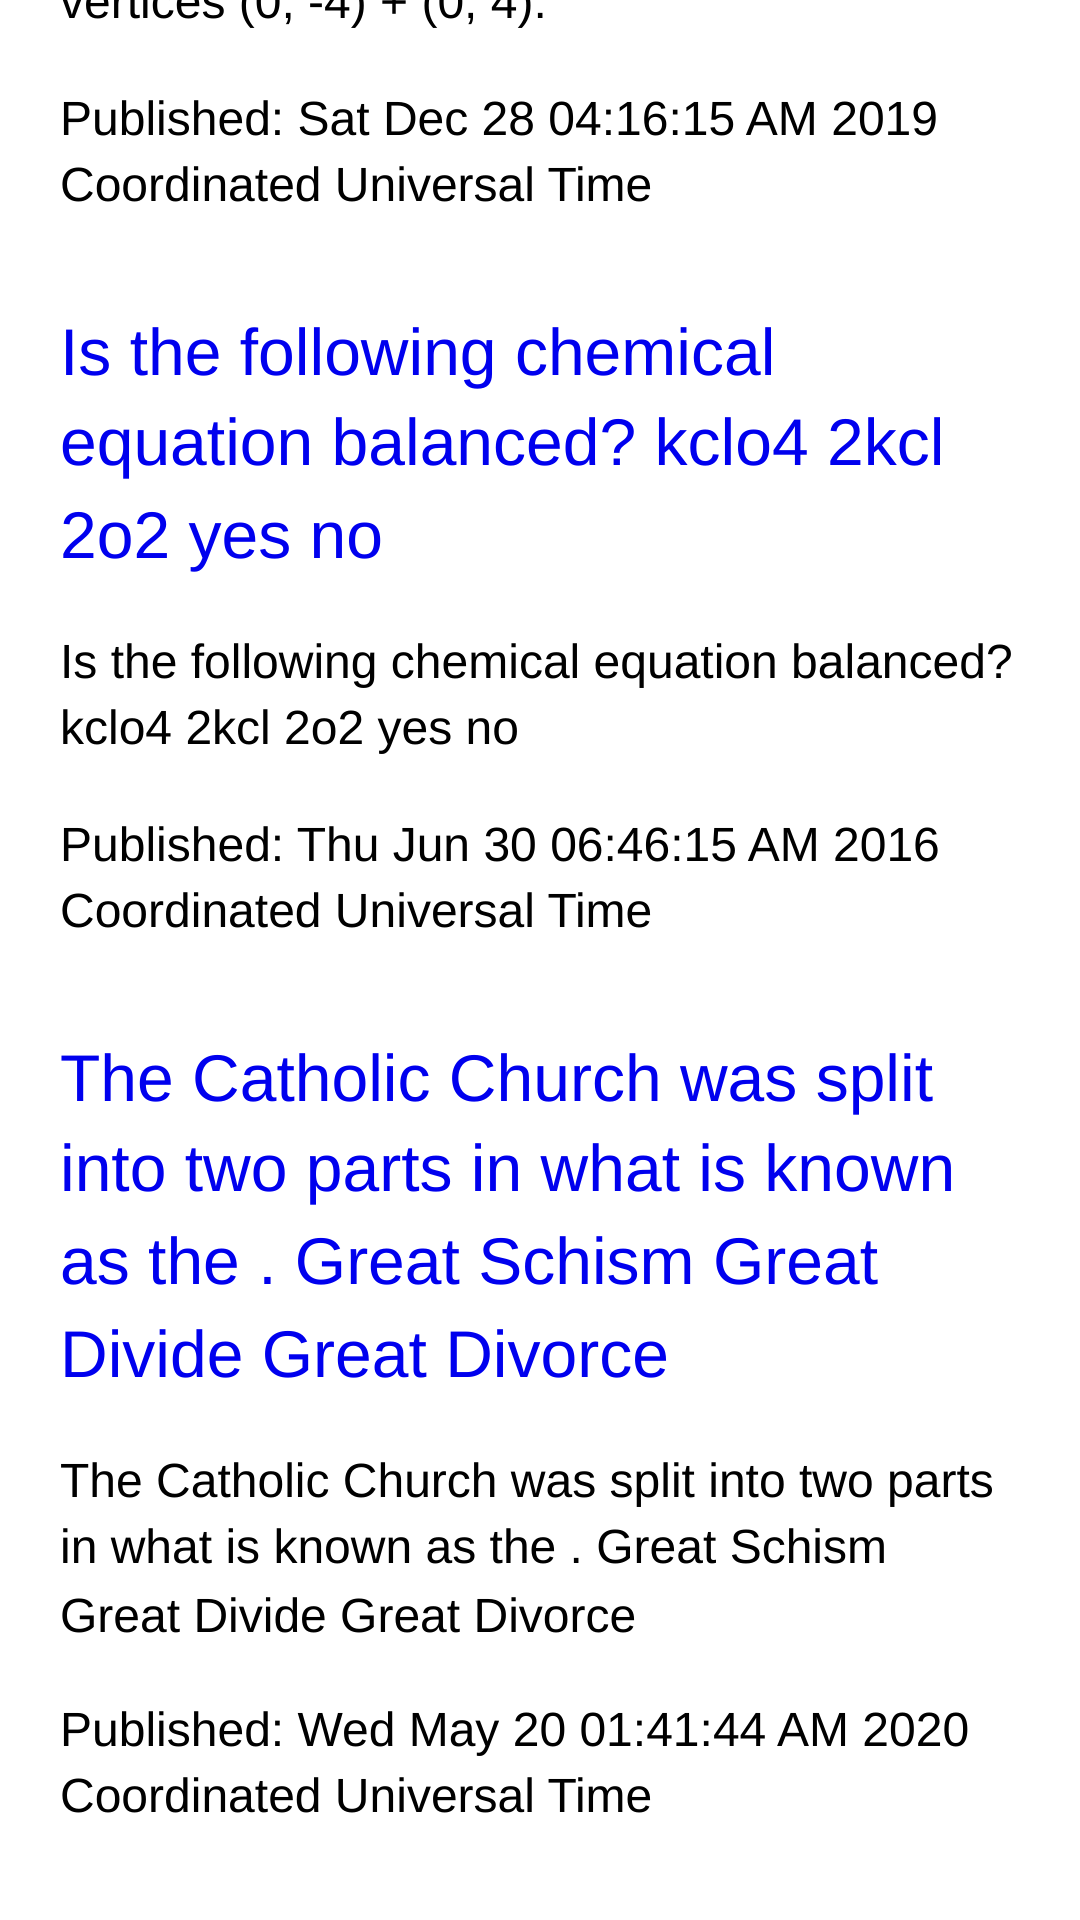 vertices (0, -4) + (0, 4).
Published: Sat Dec 28 04:16:15 AM 2019
Coordinated Universal Time
Is the following chemical
equation balanced? kclo4 2kcl
2o2 yes no
Is the following chemical equation balanced?
kclo4 2kcl 2o2 yes no
Published: Thu Jun 30 06:46:15 AM 2016
Coordinated Universal Time
The Catholic Church was split
into two parts in what is known
as the . Great Schism Great
Divide Great Divorce
The Catholic Church was split into two parts
in what is known as the . Great Schism
Great Divide Great Divorce
Published: Wed May 20 01:41:44 AM 2020
Coordinated Universal Time